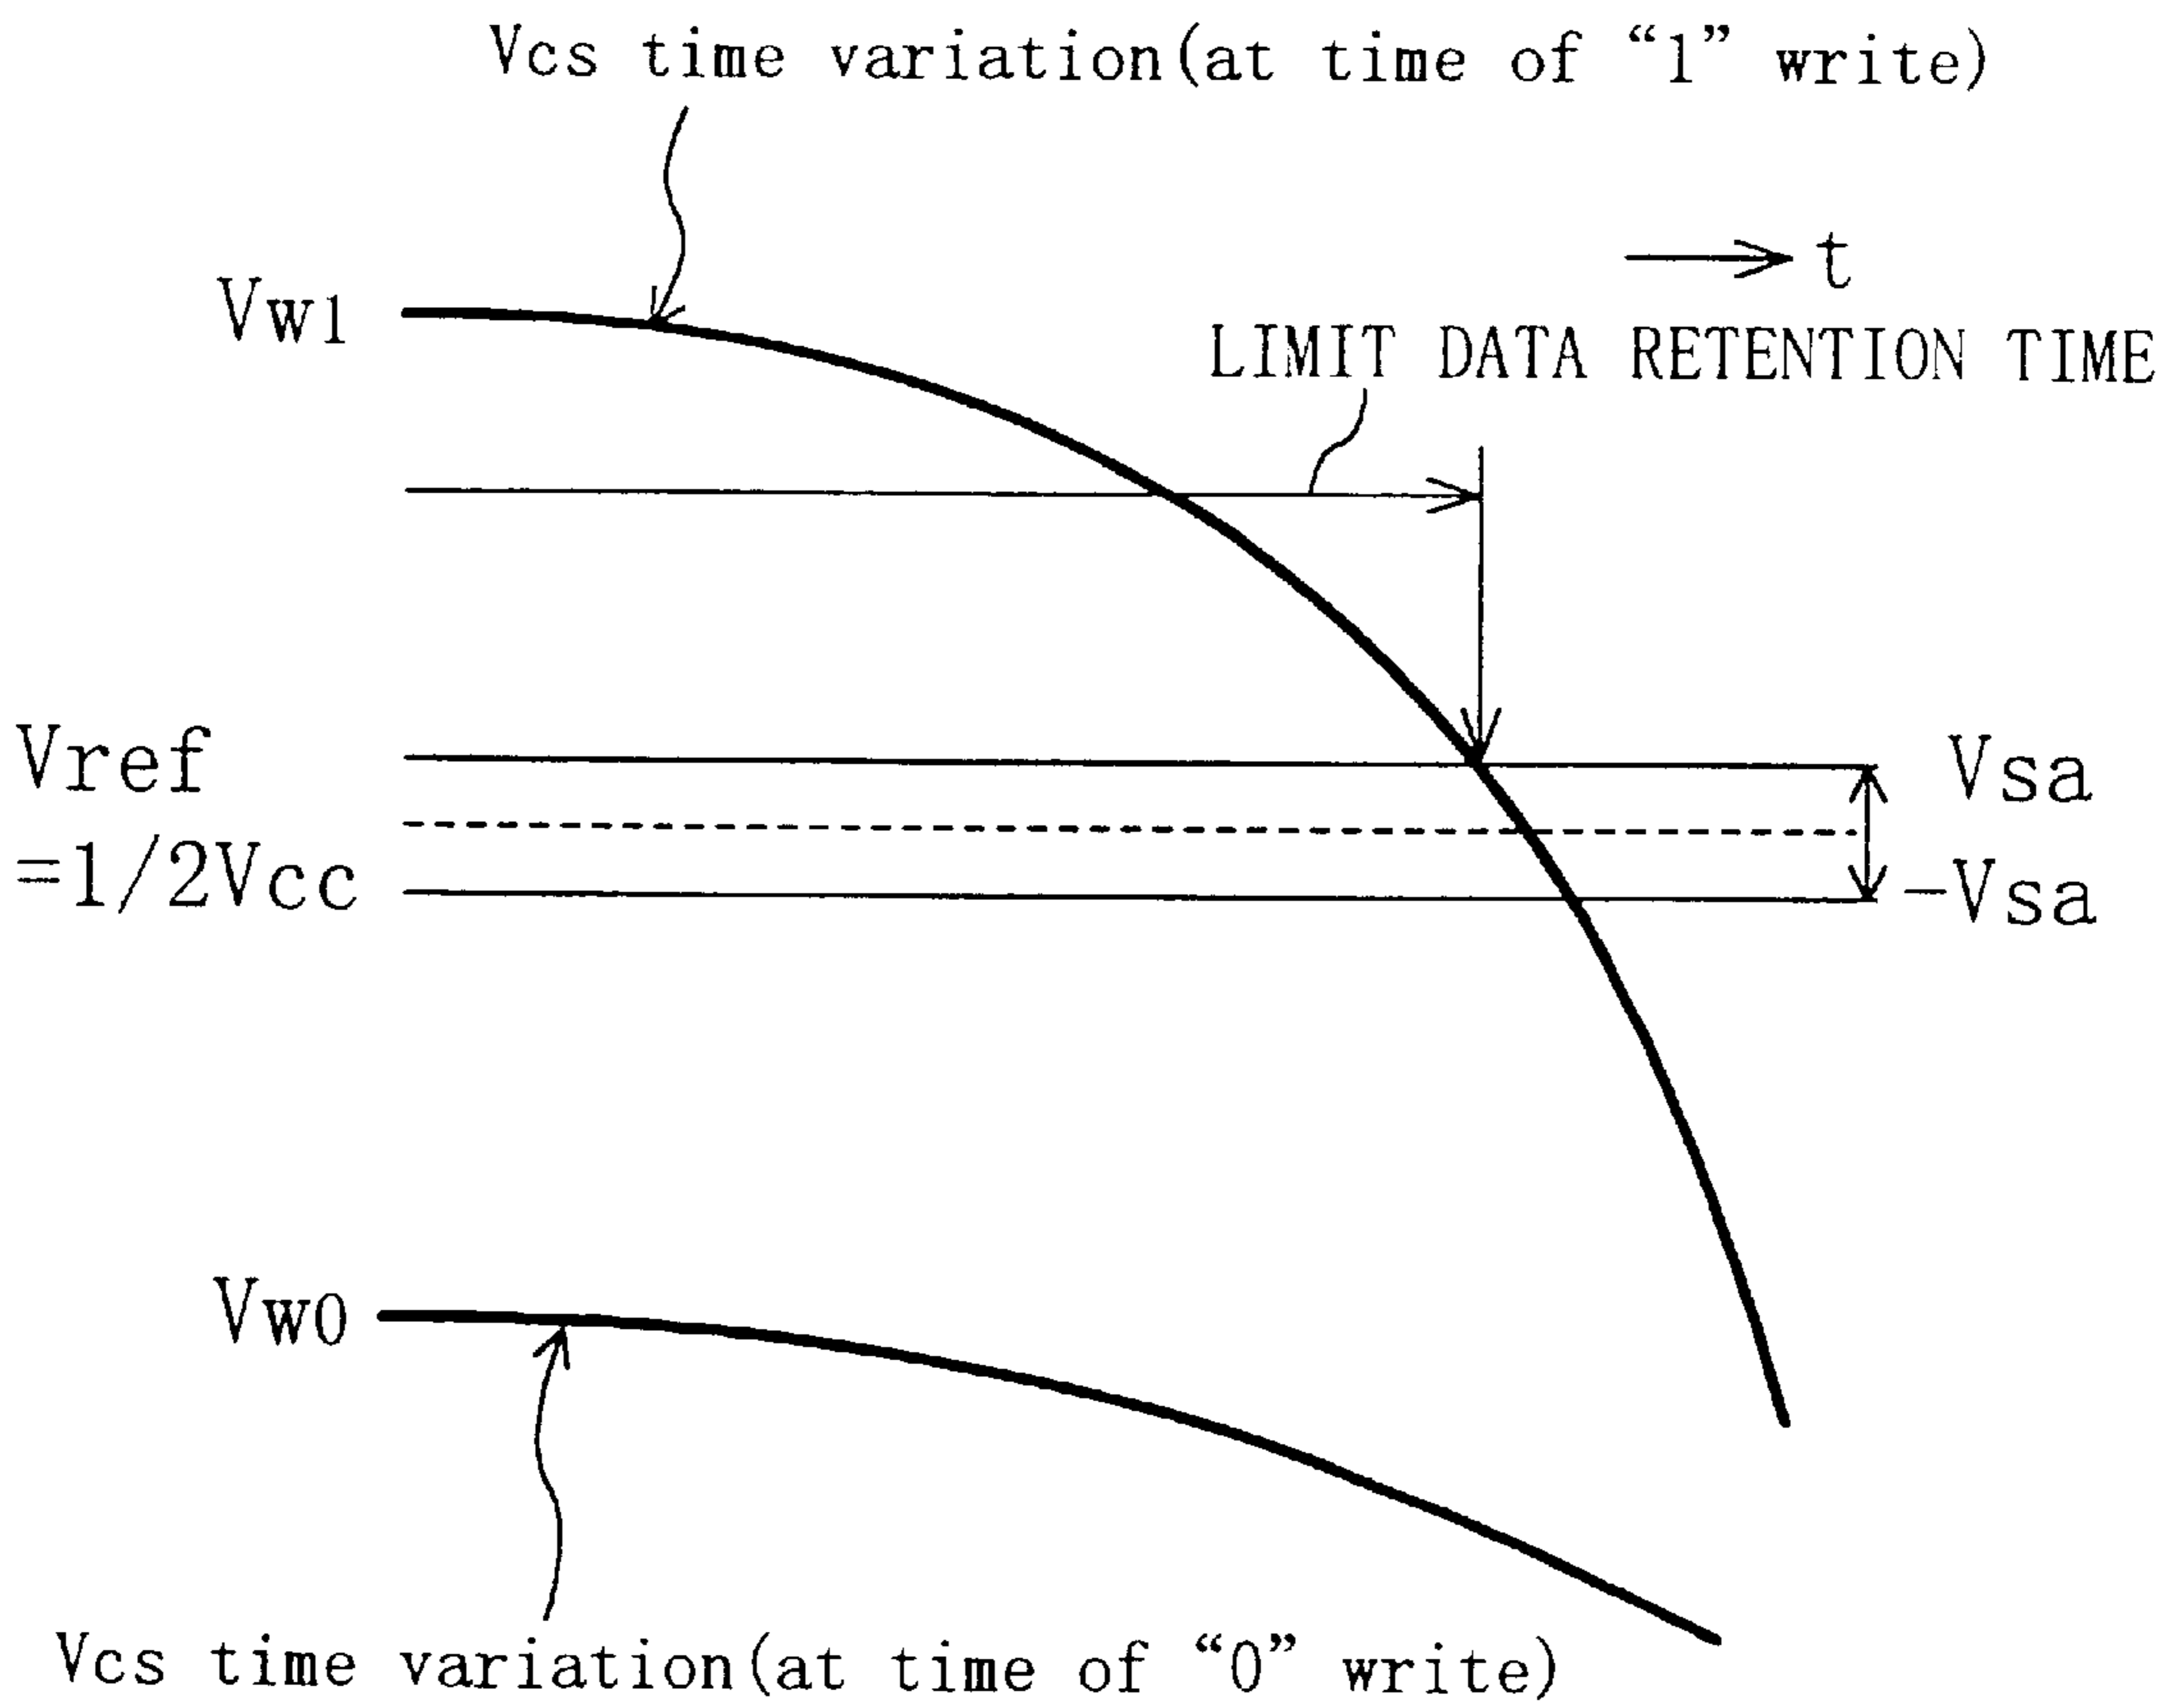 Vcs time variation(at time of “1” write)
t
Vw1
LIMIT DATA RETENTION TIME
Vref
=1/2Vcc
Vsa
-Vsa
Vw0
Vcs time variation(at time of “0” write)